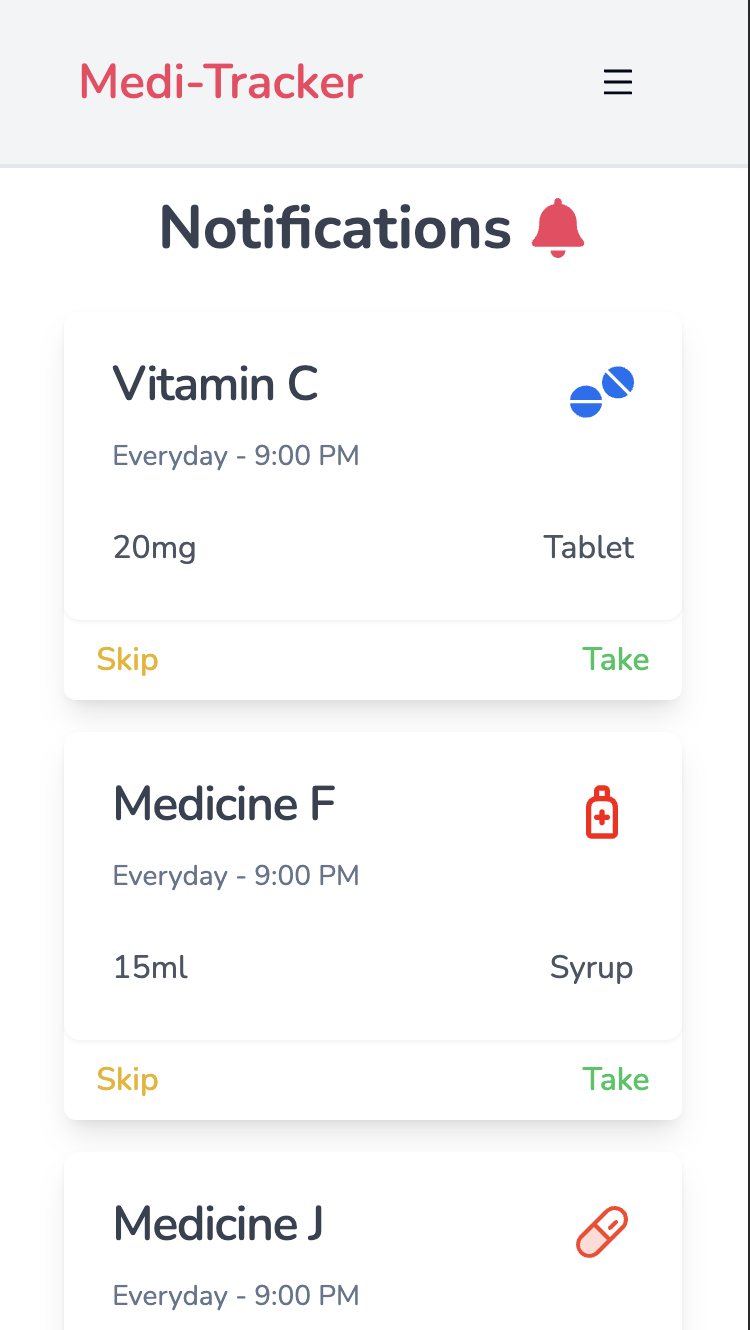 Medi-Tracker
Notifications
Vitamin C
Everyday - 9:00 PM
20mg Tablet
Skip Take
Medicine F
Everyday - 9:00 PM
15ml Syrup
Skip Take
Medicine J
Everyday - 9:00 PM